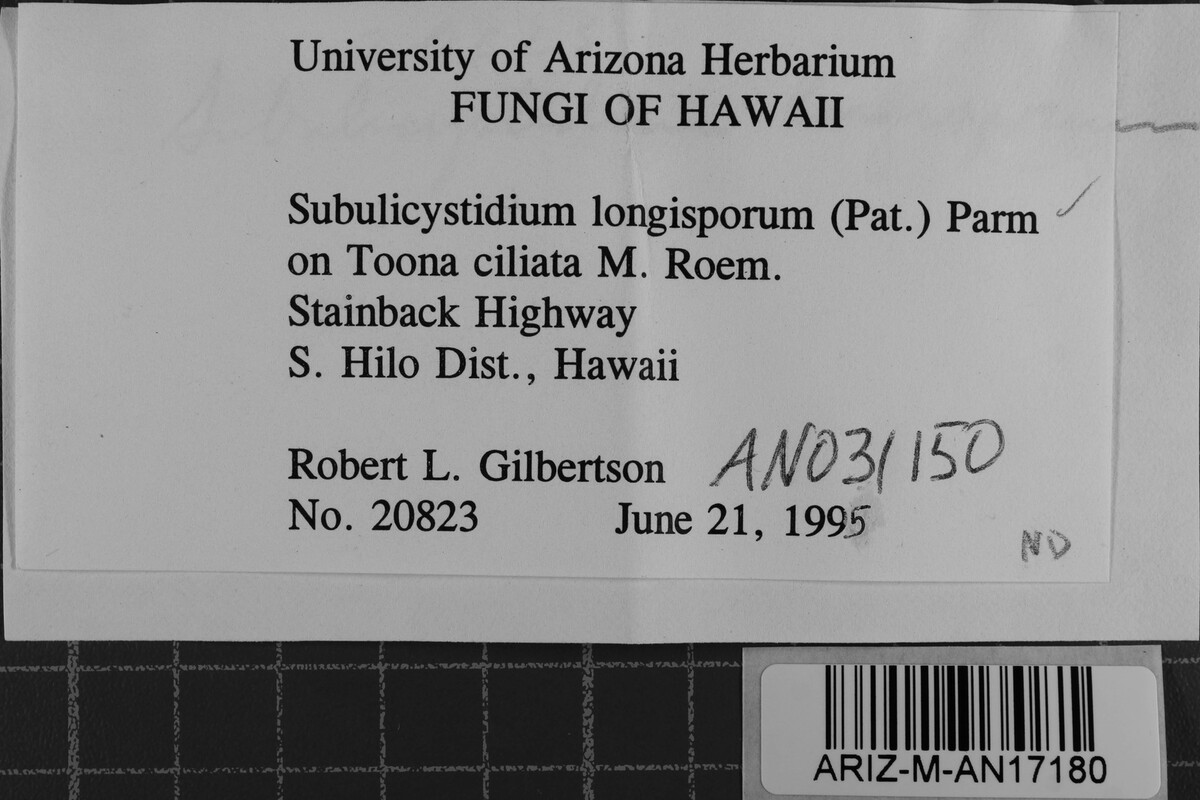 University of Arizona Herbarium
FUNGI OF HAWAII
Subulicystidium longisporum (Pat.) Parm
on Toona ciliata M. Roem.
Stainback Highway
S. Hilo Dist., Hawaii
Robert L. Gilbertson AN031150
No. 20823 June 21, 1995
ND
ARIZ-M-AN17180